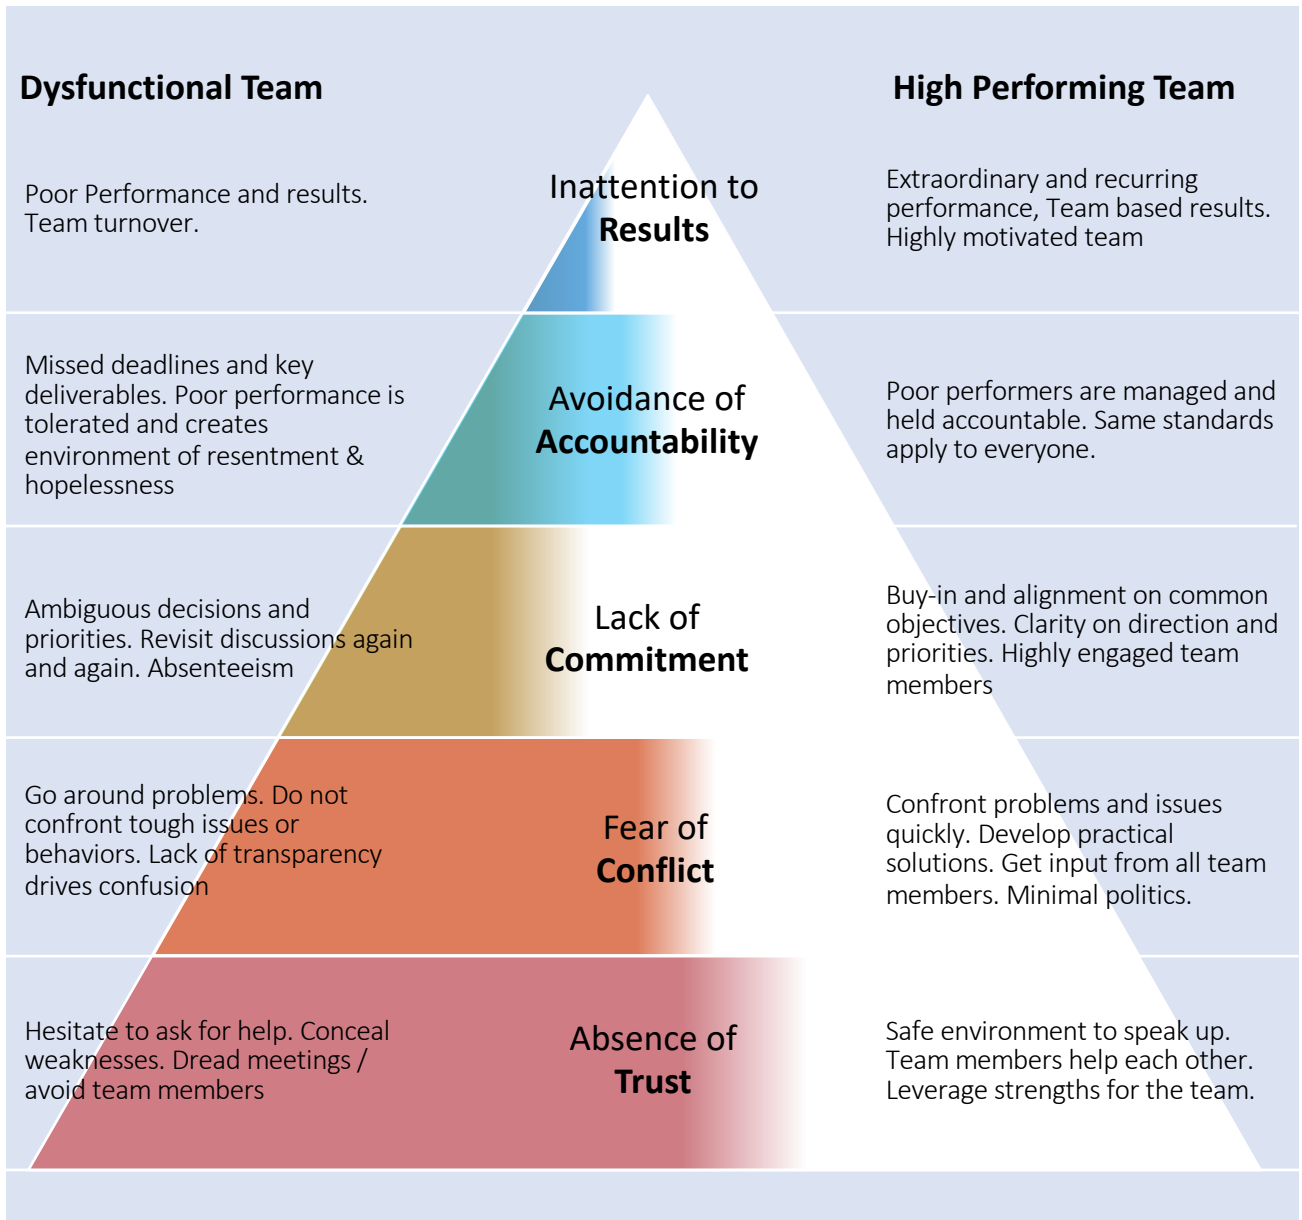 Dysfunctional Team
High Performing Team
Poor Performance and results.
Team turnover.
Inattention to
Results
Extraordinary and recurring
performance, Team based results.
Highly motivated team
Missed deadlines and key
deliverables. Poor performance is
tolerated and creates
environment of resentment &
hopelessness
Avoidance of
Accountability
Poor performers are managed and
held accountable. Same standards
apply to everyone.
Ambiguous decisions and
priorities. Revisit discussions again
and again. Absenteeism
Lack of
Commitment
Buy-in and alignment on common
objectives. Clarity on direction and
priorities. Highly engaged team
members
Go around problems. Do not
confront tough issues or
behaviors. Lack of transparency
drives confusion
Fear of
Conflict
Confront problems and issues
quickly. Develop practical
solutions. Get input from all team
members. Minimal politics.
Hesitate to ask for help. Conceal
weaknesses. Dread meetings /
avoid team members
Absence of
Trust
Safe environment to speak up.
Team members help each other.
Leverage strengths for the team.